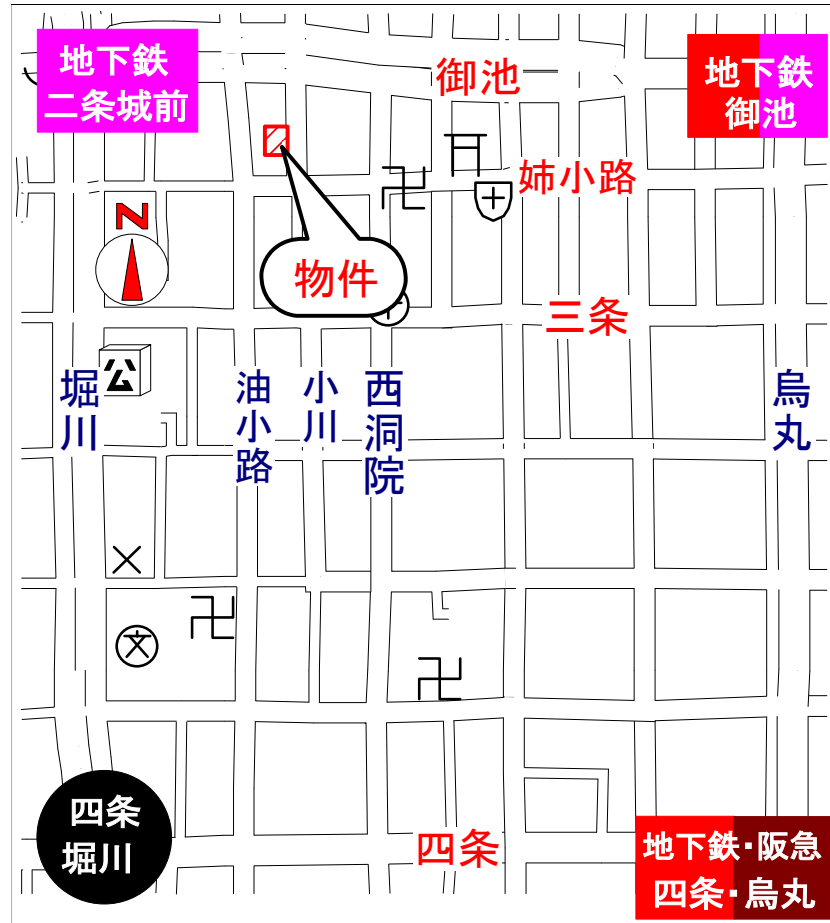 地下鉄
二条城前
御池
地下鉄
御池
姉小路
N
物件
三条
公
堀川
油小路
小川
西洞院
烏丸
文
四条
堀川
四条
地下鉄・阪急
四条・烏丸